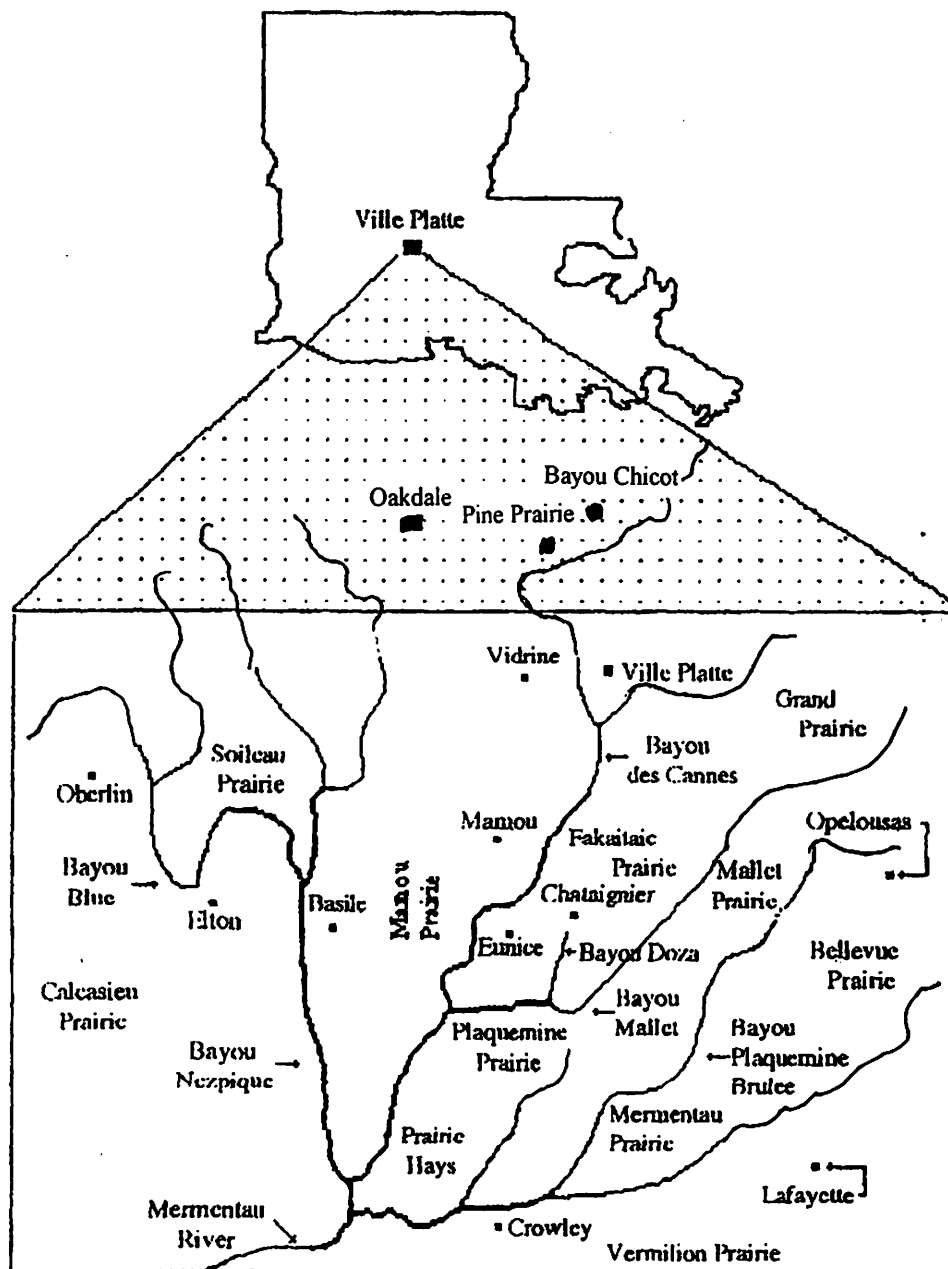 Ville Platte
Bayou Chicot
Oakdale
Pine Prairie
Vidrine
Ville Platte
Grand
Prairie
Soileau
Prairie
Bayou
des Cannes
Oberlin
Mamou
Fakaitaic
Prairie
Opelousas
Bayou
Blue
Mallet
Prairie
Chataignier
Elton
Basile
Mamou
Prairie
Eunice
Bayou Doza
Bellevue
Prairie
Calcasieu
Prairie
Plaquemine
Prairie
Bayou
Mallet
Bayou
Plaquemine
Brulee
Bayou
Nezpique
Mermentau
Prairie
Prairie
Hays
Lafayette
Mermentau
River
Crowley
Vermilion Prairie